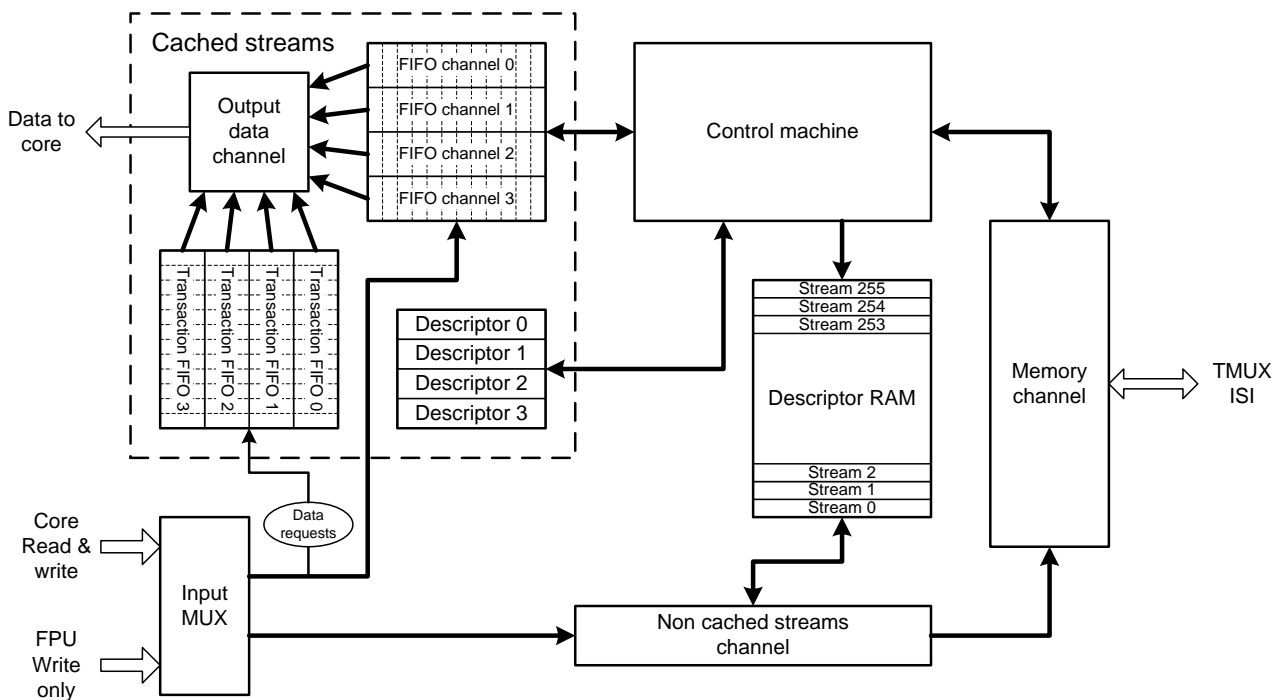 Cached streams
FIFO channel 0
FIFO channel 1
FIFO channel 2
FIFO channel 3
Output
data
channel
Data to
core
Control machine
Transaction FIFO 3
Transaction FIFO 2
Transaction FIFO 1
Transaction FIFO 0
Descriptor 0
Descriptor 1
Descriptor 2
Descriptor 3
Stream 255
Stream 254
Stream 253
Descriptor RAM
Stream 2
Stream 1
Stream 0
Memory
channel
TMUX
ISI
Data
requests
Core
Read &
write
Input
MUX
FPU
Write
only
Non cached streams
channel